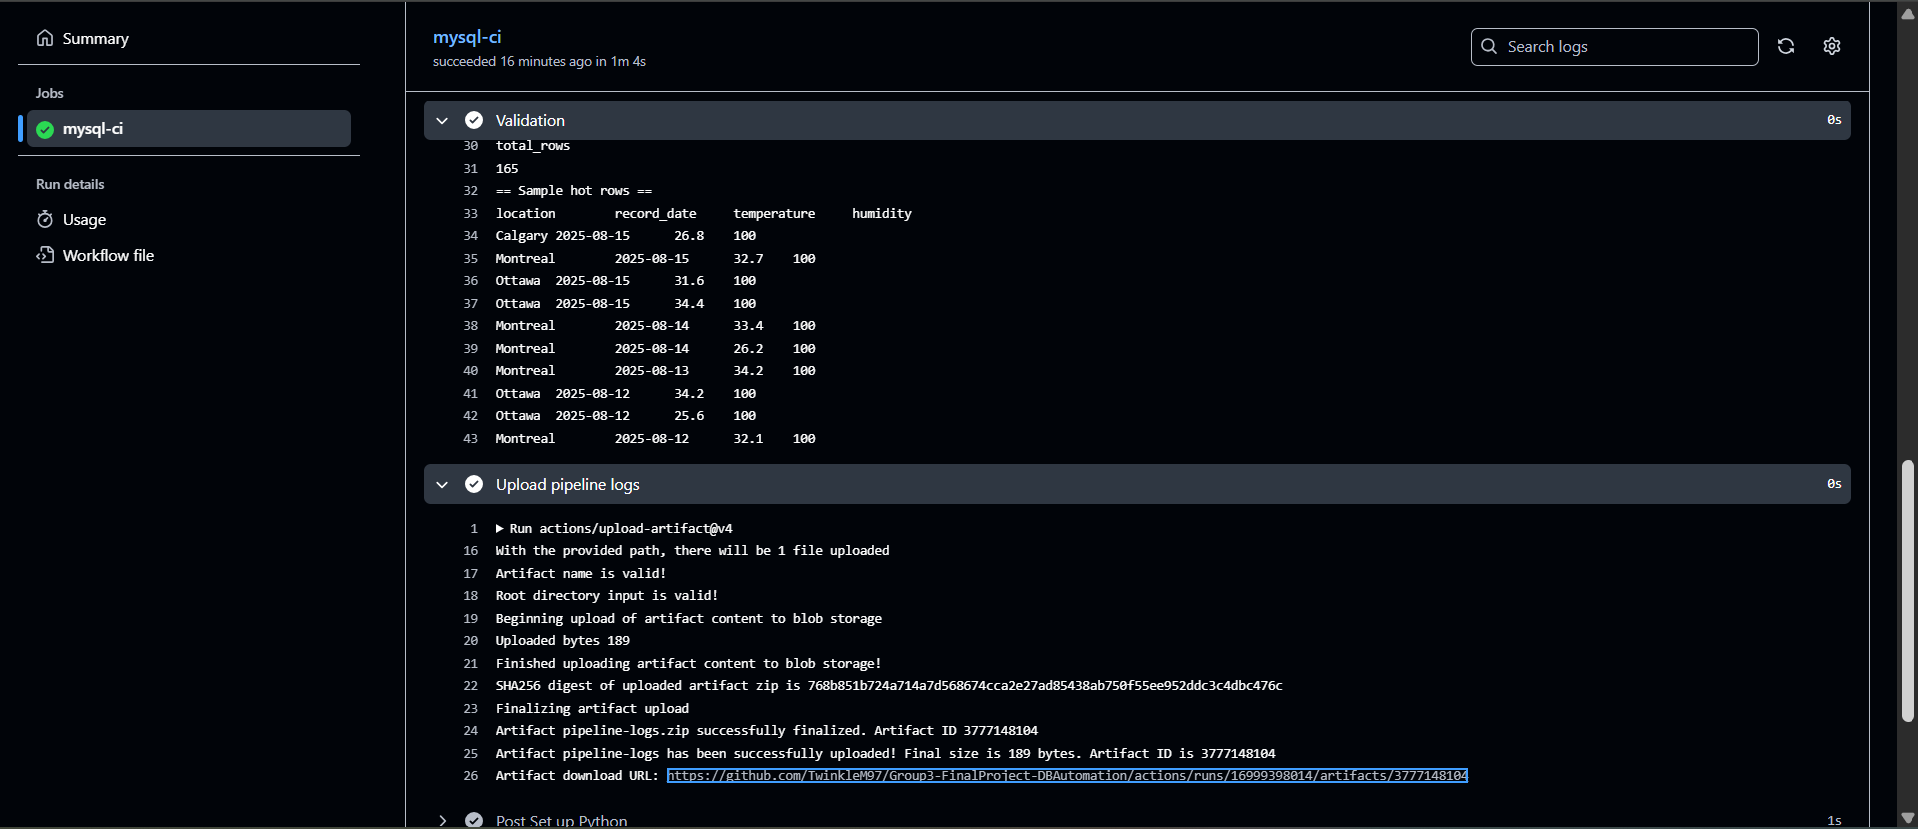 Summary
Jobs
mysql-ci
Run details
Usage
Workflow file
mysql-ci
succeeded 16 minutes ago in 1m 4s
Search logs
Validation 0s
30 total_rows
31 165
32 == Sample hot rows ==
33 location record_date temperature humidity
34 Calgary 2025-08-15 26.8 100
35 Montreal 2025-08-15 32.7 100
36 Ottawa 2025-08-15 31.6 100
37 Ottawa 2025-08-15 34.4 100
38 Montreal 2025-08-14 33.4 100
39 Montreal 2025-08-14 26.2 100
40 Montreal 2025-08-13 34.2 100
41 Ottawa 2025-08-12 34.2 100
42 Ottawa 2025-08-12 25.6 100
43 Montreal 2025-08-12 32.1 100
Upload pipeline logs 0s
1 Run actions/upload-artifact@v4
16 With the provided path, there will be 1 file uploaded
17 Artifact name is valid!
18 Root directory input is valid!
19 Beginning upload of artifact content to blob storage
20 Uploaded bytes 189
21 Finished uploading artifact content to blob storage!
22 SHA256 digest of uploaded artifact zip is 768b851b724a714a7d568674cca2e27ad85438ab750f55ee952ddc3c4dbc476c
23 Finalizing artifact upload
24 Artifact pipeline-logs.zip successfully finalized. Artifact ID 3777148104
25 Artifact pipeline-logs has been successfully uploaded! Final size is 189 bytes. Artifact ID is 3777148104
26 Artifact download URL: https://github.com/TwinkleM97/Group3-FinalProject-DBAutomation/actions/runs/16999398014/artifacts/3777148104
Post Set up Python 1s